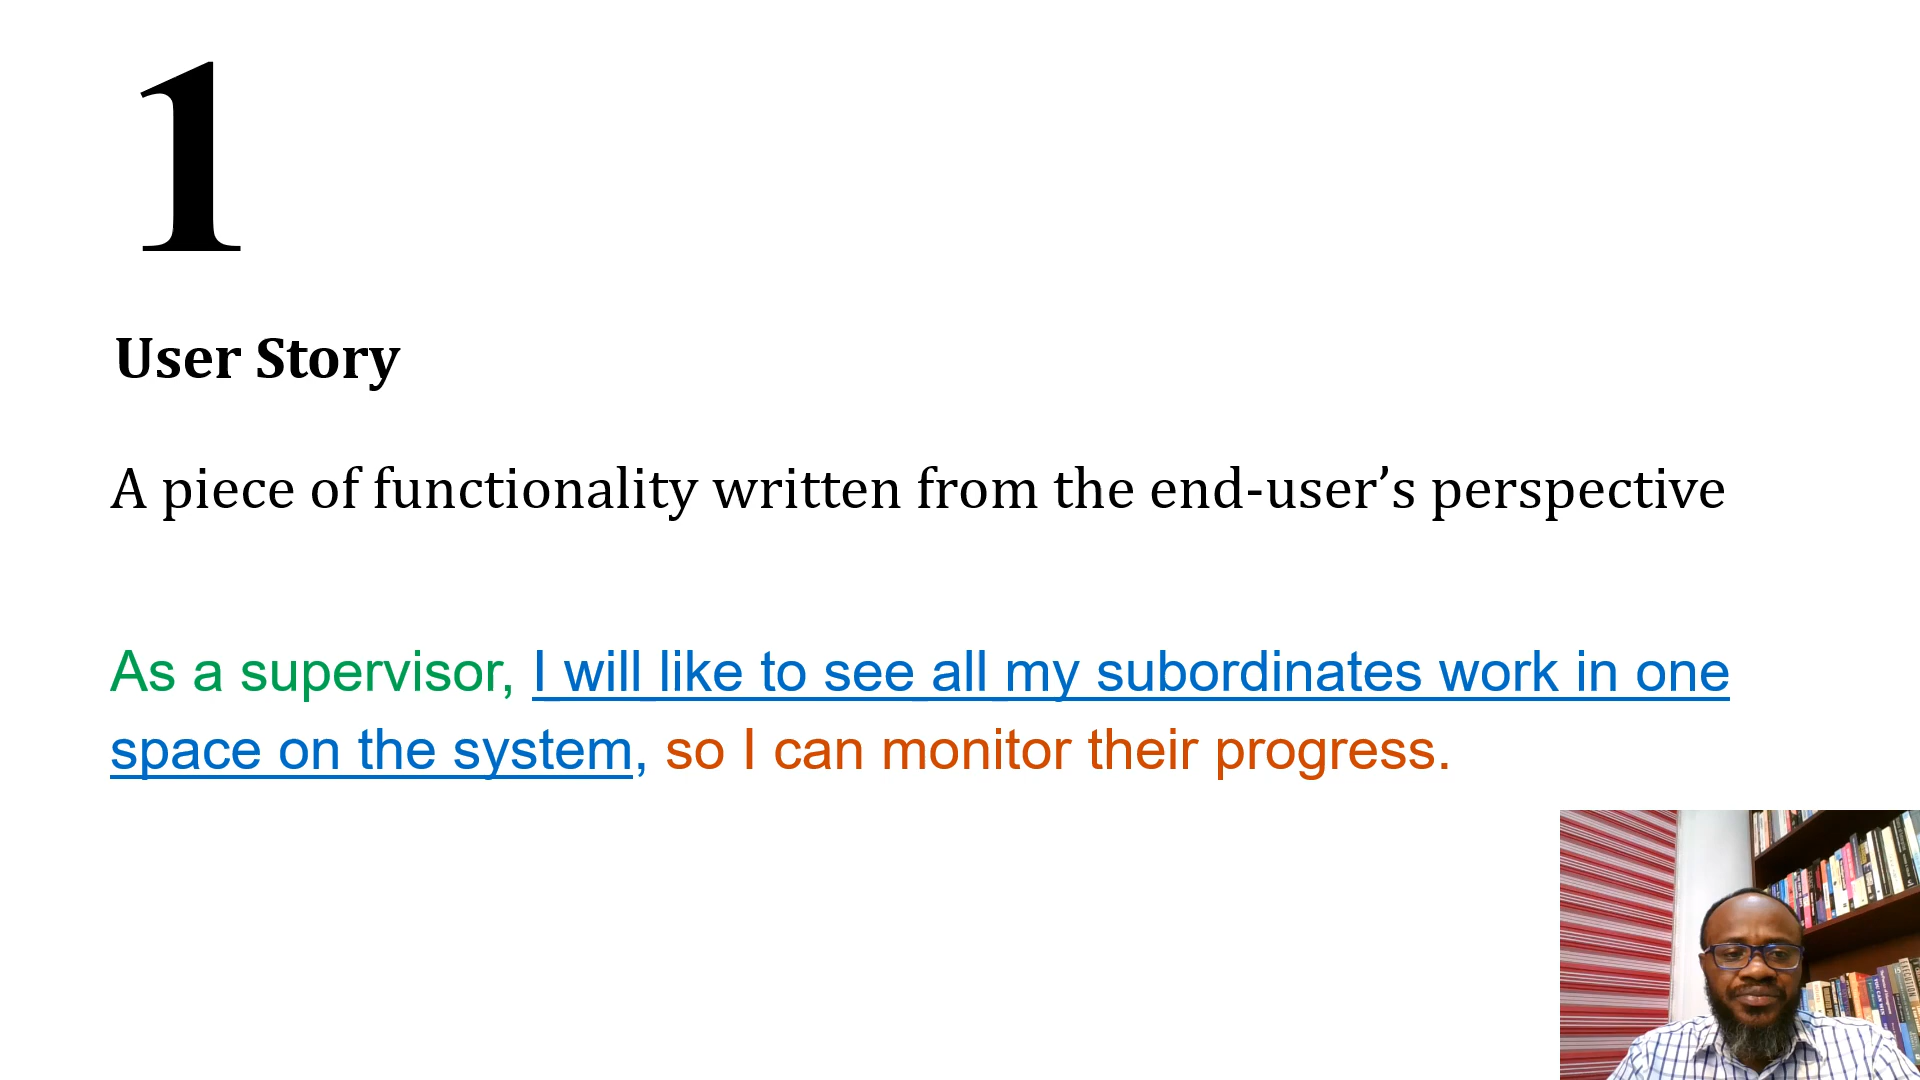 1
User Story
A piece of functionality written from the end-user’s perspective
As a supervisor, I will like to see all my subordinates work in one
space on the system, so I can monitor their progress.